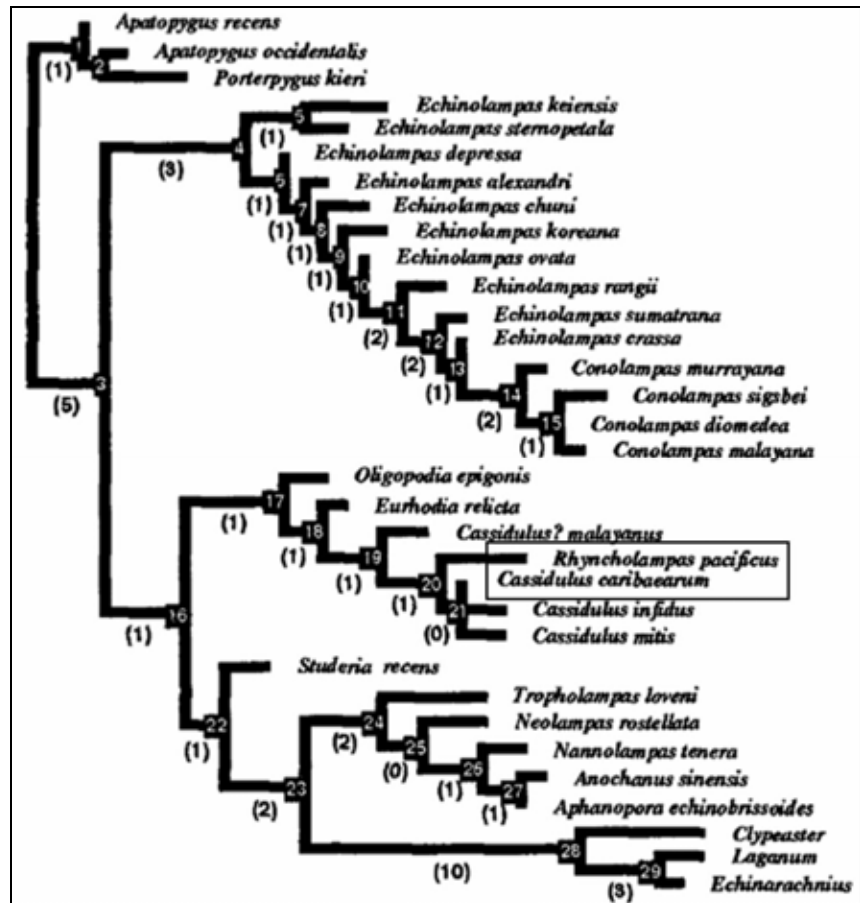 Apatopygus recens
1
Apatopygus occidentalis
(1)
2
Porterpygus kieri
Echinolampas keiensis
5
(1)
Echinolampas sternopetala
4
(3)
Echinolampas depressa
6
(1)
Echinolampas alexandri
7
(1)
Echinolampas chuni
8
(1)
Echinolampas koreana
9
(1)
Echinolampas ovata
10
(1)
Echinolampas rangii
11
(2)
Echinolampas sumatrana
12
(2)
Echinolampas crassa
13
(1)
3
(5)
Conolampas murrayana
14
(2)
Conolampas sigsbei
15
(1)
Conolampas diomedea
Conolampas malayana
Oligopodia epigonis
17
(1)
Eurhodia relicta
18
(1)
Cassidulus? malayanus
19
(1)
Rhyncholampas pacificus
20
(1)
Cassidulus caribaearum
21
(0)
Cassidulus infidus
Cassidulus mitis
16
(1)
Studeria recens
22
(1)
Tropholampas loveni
24
(2)
Neolampas rostellata
25
(0)
Nannolampas tenera
26
(1)
Anochanus sinensis
27
(1)
Aphanopora echinobrissoides
23
(2)
Clypeaster
28
(10)
Laganum
29
(3)
Echinarachnius